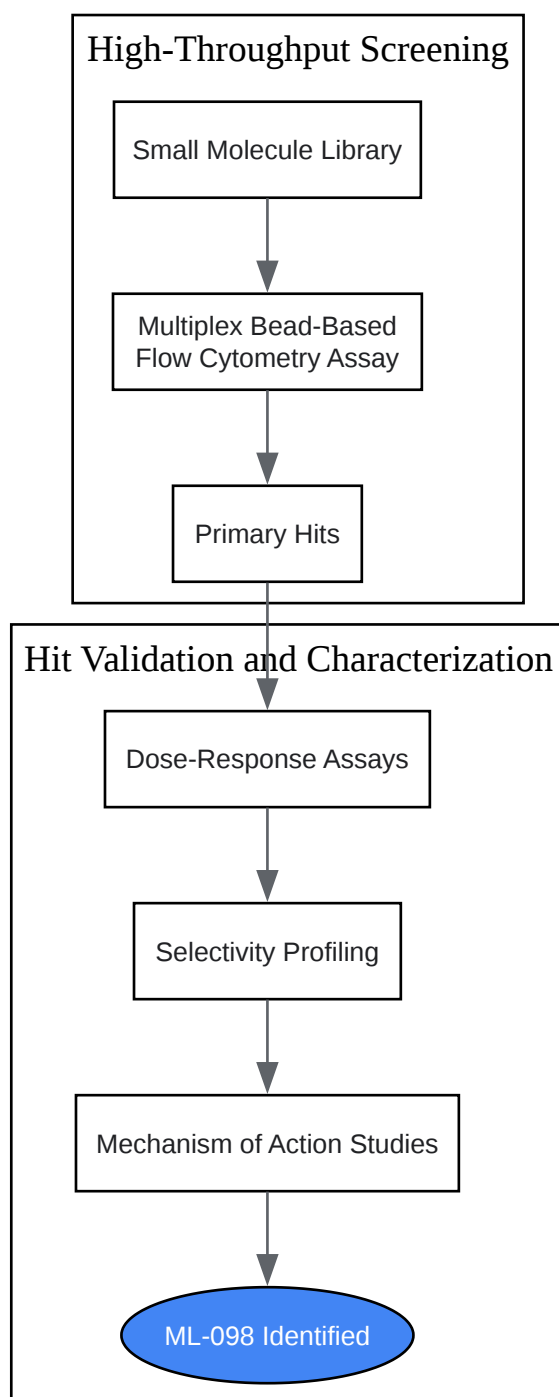 High-Throughput Screening
Small Molecule Library
Multiplex Bead-Based
Flow Cytometry Assay
Primary Hits
Hit Validation and Characterization
Dose-Response Assays
Selectivity Profiling
Mechanism of Action Studies
ML-098 Identified